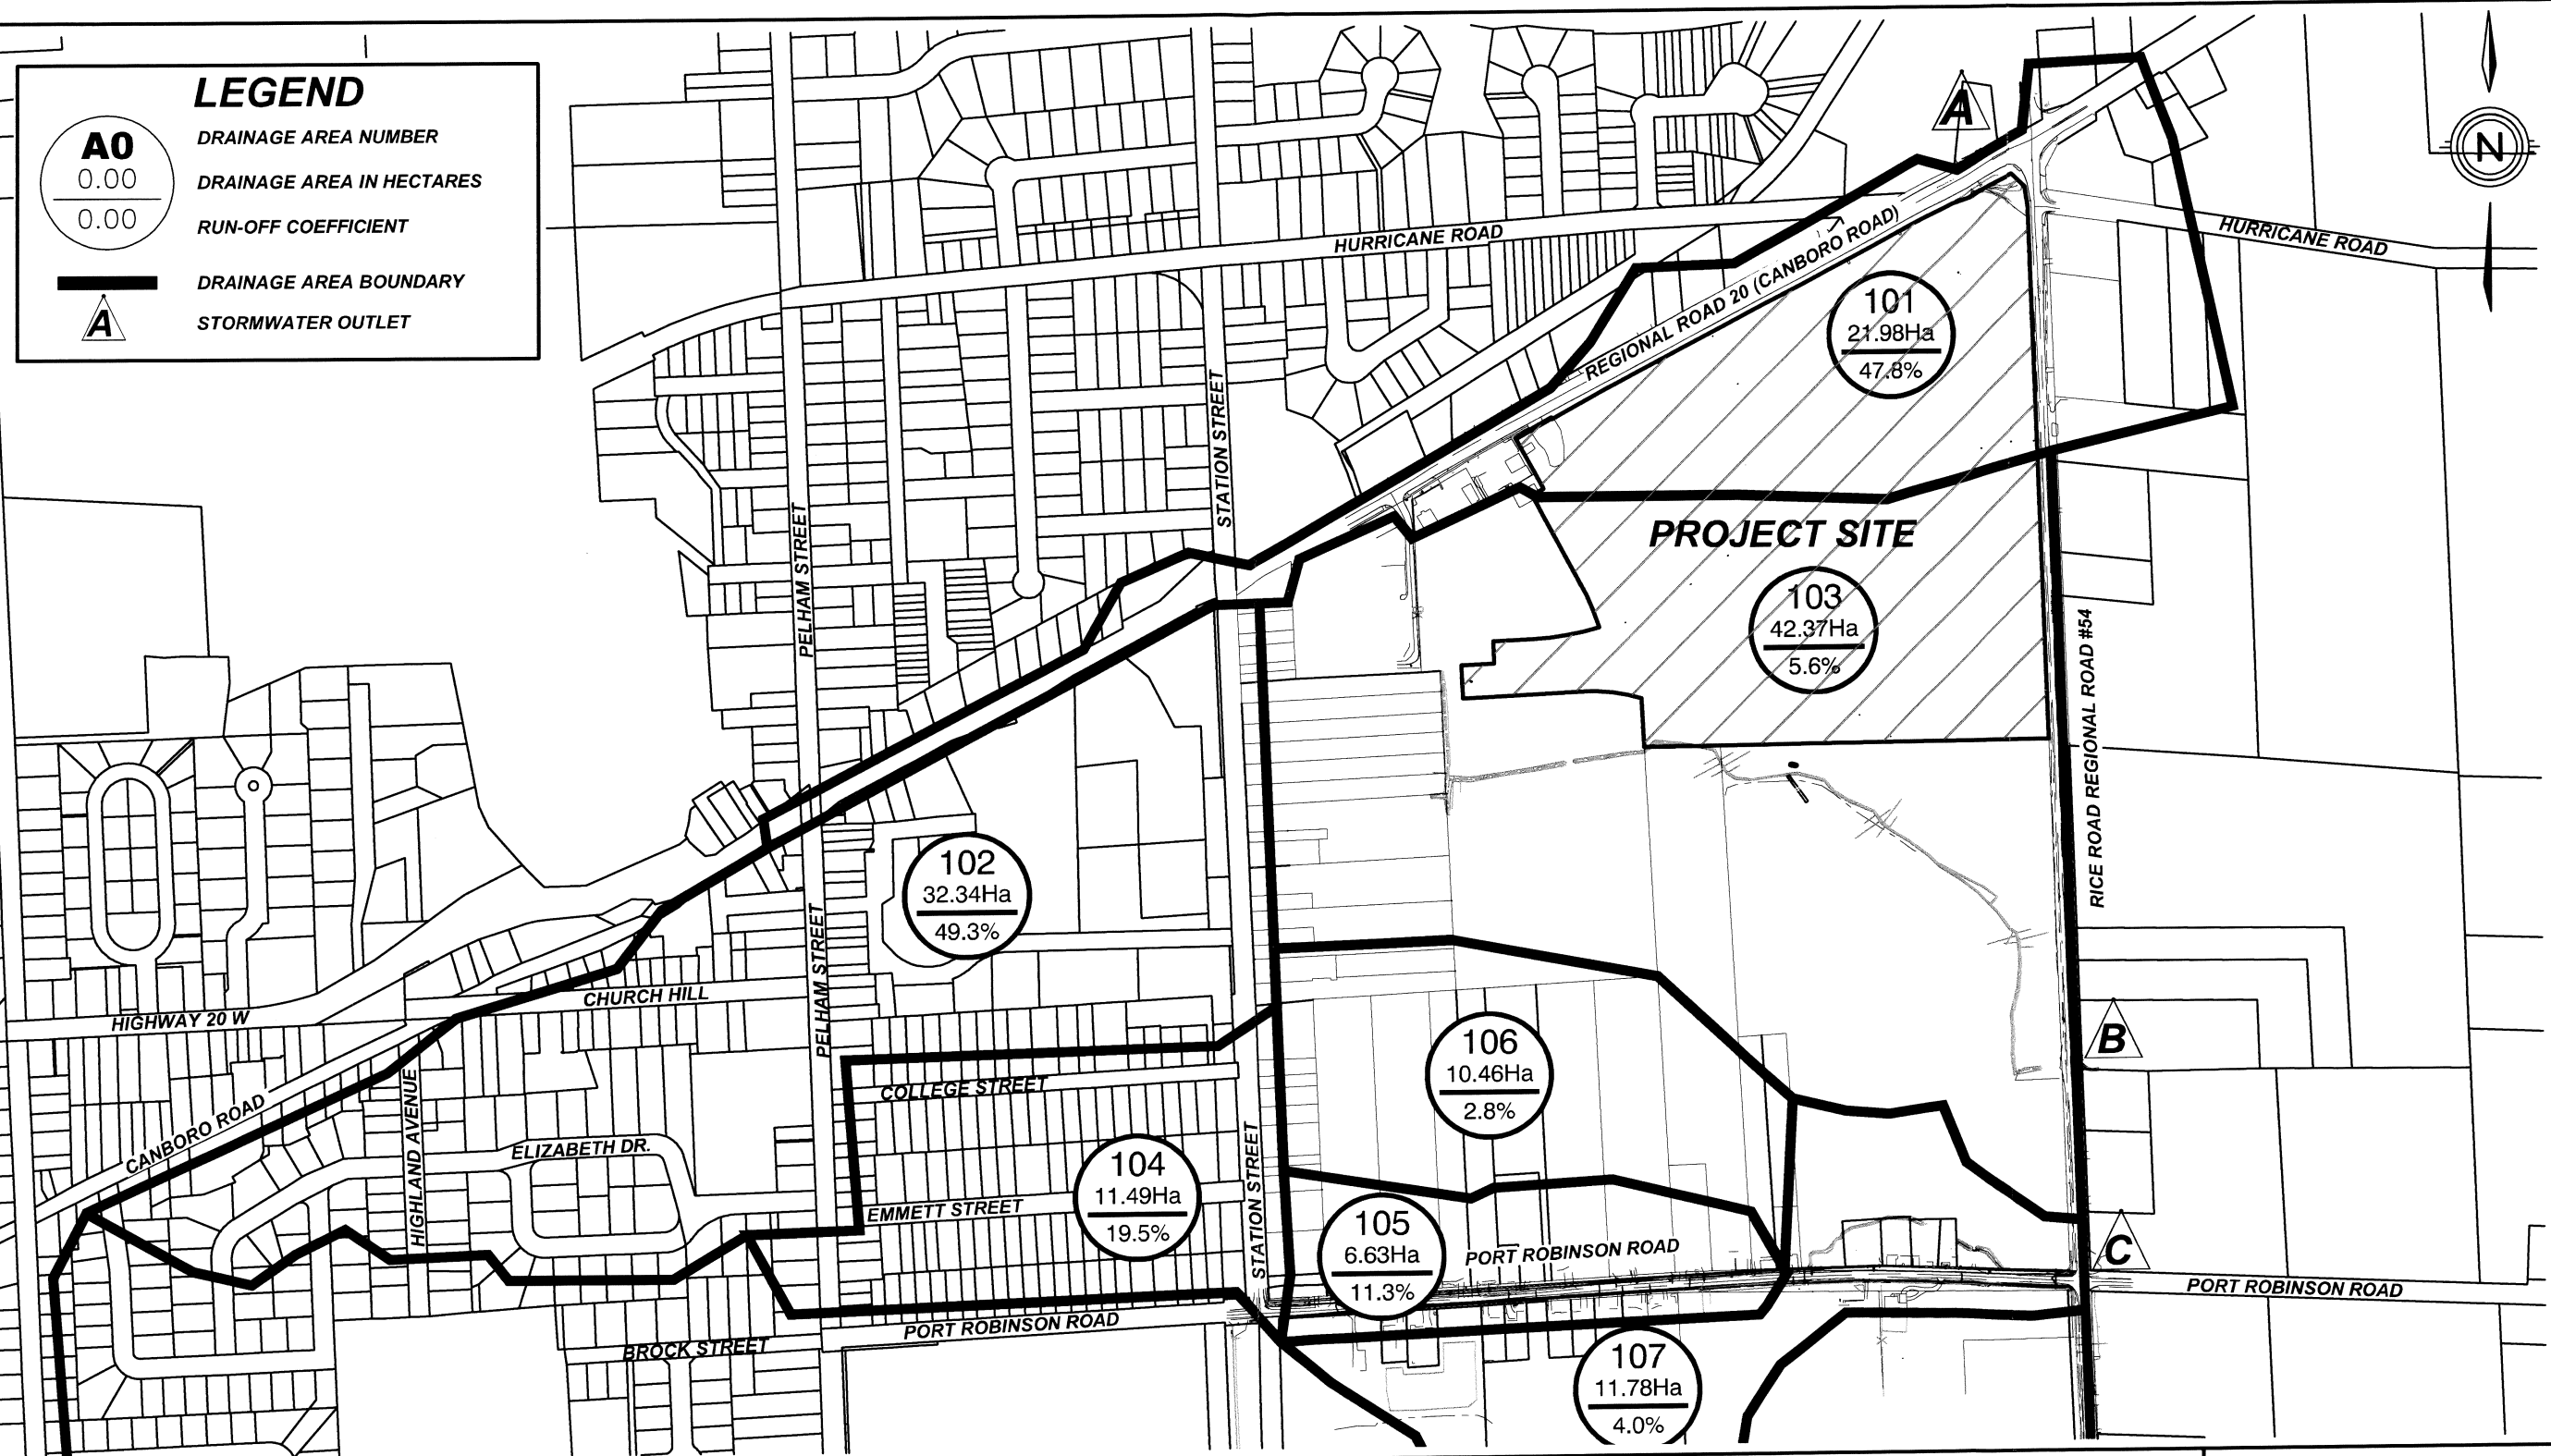 LEGEND
A0
0.00
0.00
DRAINAGE AREA NUMBER
DRAINAGE AREA IN HECTARES
RUN-OFF COEFFICIENT
DRAINAGE AREA BOUNDARY
A
STORMWATER OUTLET
A
N
HURRICANE ROAD
HURRICANE ROAD
REGIONAL ROAD 20 (CANBORO ROAD)
101
21.98Ha
47.8%
STATION STREET
PELHAM STREET
PROJECT SITE
103
42.37Ha
5.6%
RICE ROAD REGIONAL ROAD #54
102
32.34Ha
49.3%
PELHAM STREET
CHURCH HILL
HIGHWAY 20 W
CANBORO ROAD
HIGHLAND AVENUE
COLLEGE STREET
ELIZABETH DR.
EMMETT STREET
104
11.49Ha
19.5%
STATION STREET
106
10.46Ha
2.8%
B
105
6.63Ha
11.3%
PORT ROBINSON ROAD
C
PORT ROBINSON ROAD
PORT ROBINSON ROAD
BROCK STREET
107
11.78Ha
4.0%